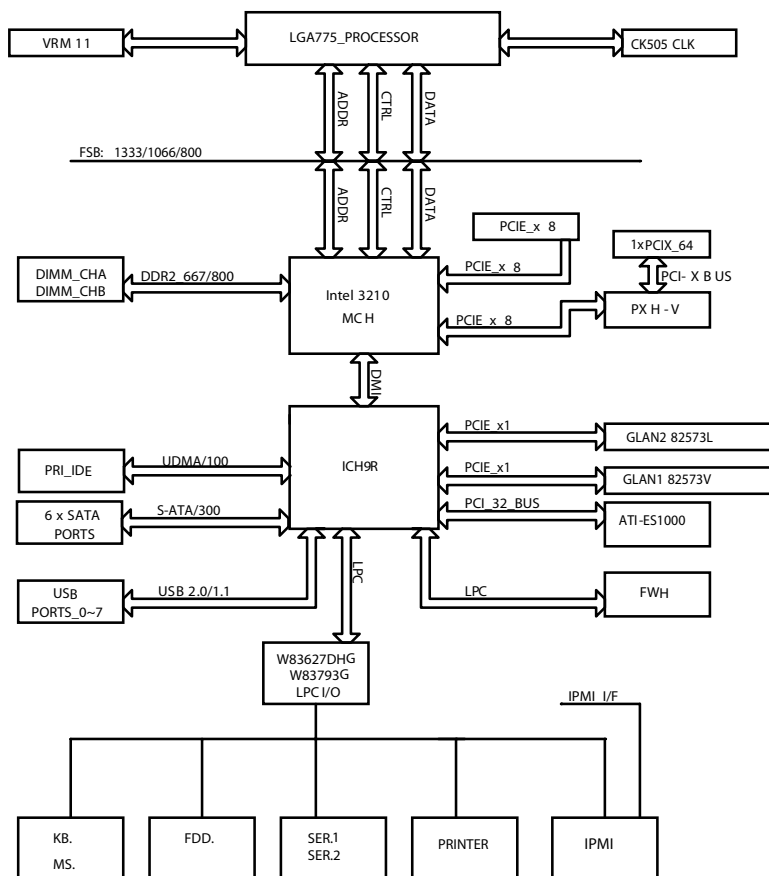 VRM 11
LGA775_PROCESSOR
CK505 CLK
ADDR
CTRL
DATA
FSB: 1333/1066/800
ADDR
CTRL
DATA
PCIE_x 8
1xPCIX_64
PCI- X B US
DIMM_CHA
DIMM_CHB
DDR2_667/800
Intel 3210
MC H
PCIE_x 8
PCIE_x 8
PX H - V
DMI
ICH9R
PCIE_x1
GLAN2 82573L
PRI_IDE
UDMA/100
PCIE_x1
GLAN1 82573V
6 x SATA
PORTS
S-ATA/300
PCI_32_BUS
ATI-ES1000
USB
PORTS_0~7
USB 2.0/1.1
LPC
LPC
FWH
W83627DHG
W83793G
LPC I/O
IPMI I/F
KB.
MS.
FDD.
SER.1
SER.2
PRINTER
IPMI